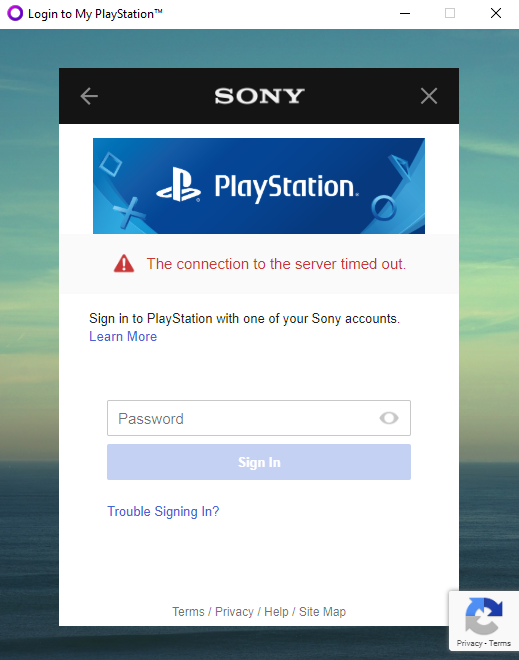 Login to My PlayStation™
SONY
PlayStation.
The connection to the server timed out.
Sign in to PlayStation with one of your Sony accounts.
Learn More
Password
Sign In
Trouble Signing In?
Terms / Privacy / Help / Site Map
Privacy - Terms